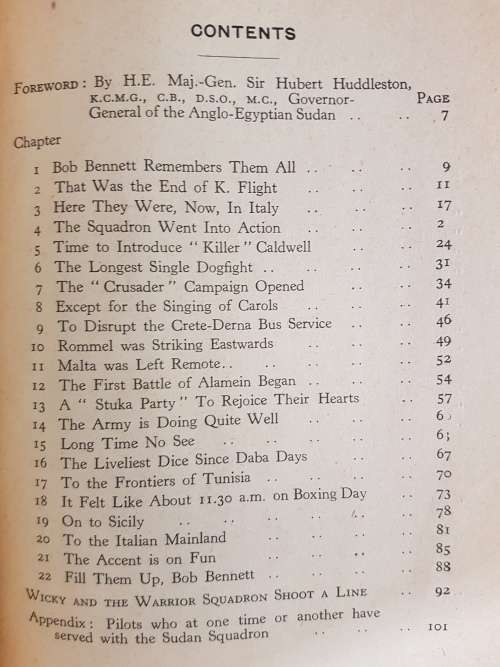 CONTENTS
FOREWORD: By H.E. Maj.-Gen. Sir Hubert Huddleston,
K.C.M.G., C.B., D.S.O., M.C., Governor- PAGE
General of the Anglo-Egyptian Sudan .. .. 7
Chapter
1 Bob Bennett Remembers Them All .. .. .. 9
2 That Was the End of K. Flight .. .. .. 11
3 Here They Were, Now, In Italy .. .. .. 17
4 The Squadron Went Into Action .. .. .. 2
5 Time to Introduce "Killer" Caldwell .. .. 24
6 The Longest Single Dogfight .. .. .. .. 31
7 The "Crusader" Campaign Opened .. .. 34
8 Except for the Singing of Carols .. .. .. 41
9 To Disrupt the Crete-Derna Bus Service .. .. 46
10 Rommel was Striking Eastwards .. .. .. 49
11 Malta was Left Remote.. .. .. .. .. 52
12 The First Battle of Alamein Began .. .. .. 54
13 A "Stuka Party" To Rejoice Their Hearts .. 57
14 The Army is Doing Quite Well .. .. .. 6
15 Long Time No See .. .. .. .. .. 6
16 The Liveliest Dice Since Daba Days .. .. 67
17 To the Frontiers of Tunisia .. .. .. .. 70
18 It Felt Like About 11.30 a.m. on Boxing Day .. 73
19 On to Sicily .. .. .. .. .. .. 78
20 To the Italian Mainland .. .. .. .. 81
21 The Accent is on Fun .. .. .. .. 85
22 Fill Them Up, Bob Bennett .. .. .. .. 88
WICKY AND THE WARRIOR SQUADRON SHOOT A LINE .. 92
Appendix: Pilots who at one time or another have
served with the Sudan Squadron .. .. .. 101